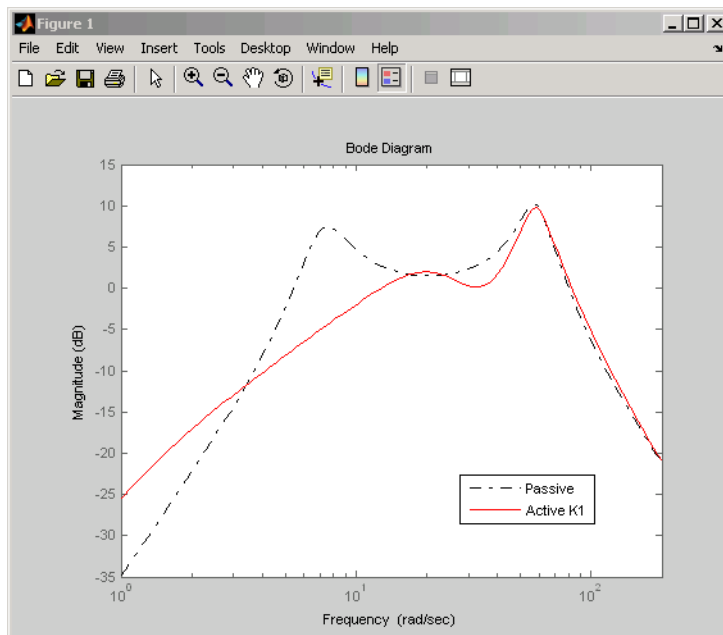 Figure 1
File Edit View Insert Tools Desktop Window Help
Bode Diagram
Magnitude (dB)
15
10
5
0
-5
-10
-15
-20
-25
-30
-35
Passive
Active K1
10^0
10^1
10^2
Frequency (rad/sec)